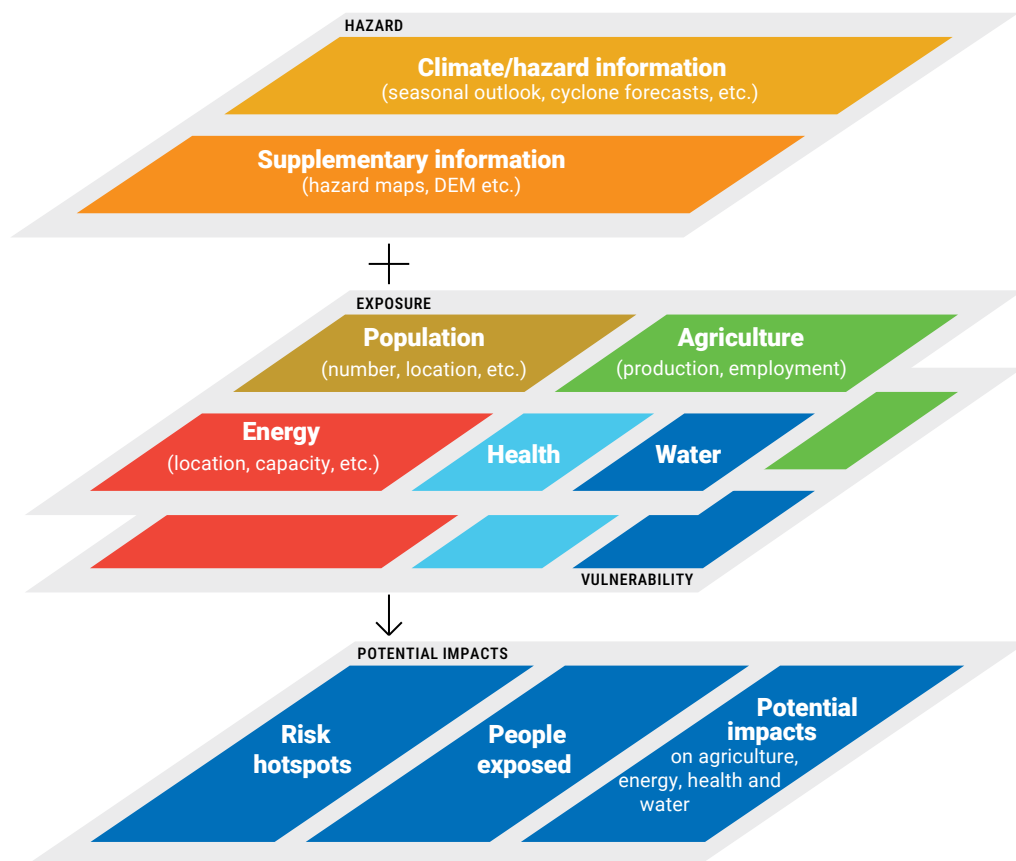 HAZARD
Climate/hazard information
(seasonal outlook, cyclone forecasts, etc.)
Supplementary information
(hazard maps, DEM etc.)
EXPOSURE
Population
(number, location, etc.)
Agriculture
(production, employment)
Energy
(location, capacity, etc.)
Health
Water
VULNERABILITY
POTENTIAL IMPACTS
Risk
hotspots
People
exposed
Potential
impacts
on agriculture,
energy, health and
water